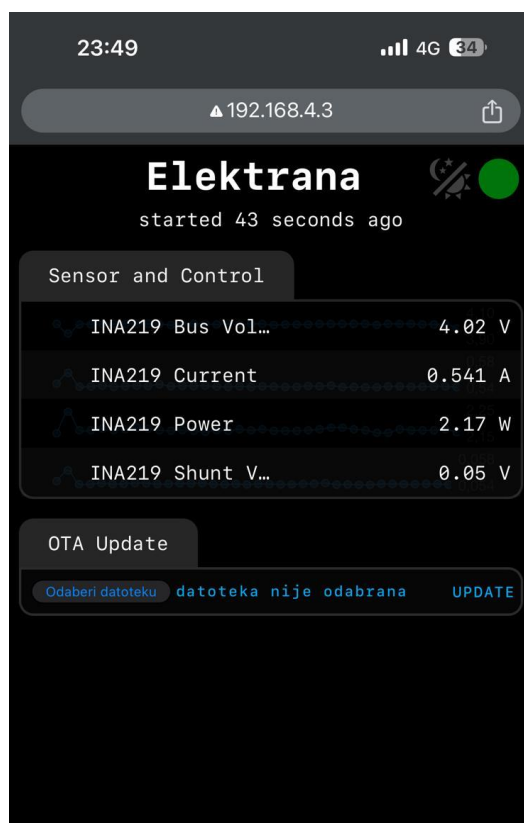 23:49 4G 34
192.168.4.3
Elektrana
started 43 seconds ago
Sensor and Control
INA219 Bus Vol… 4.02 V
INA219 Current 0.541 A
INA219 Power 2.17 W
INA219 Shunt V… 0.05 V
OTA Update
Odaberi datoteku datoteka nije odabrana UPDATE